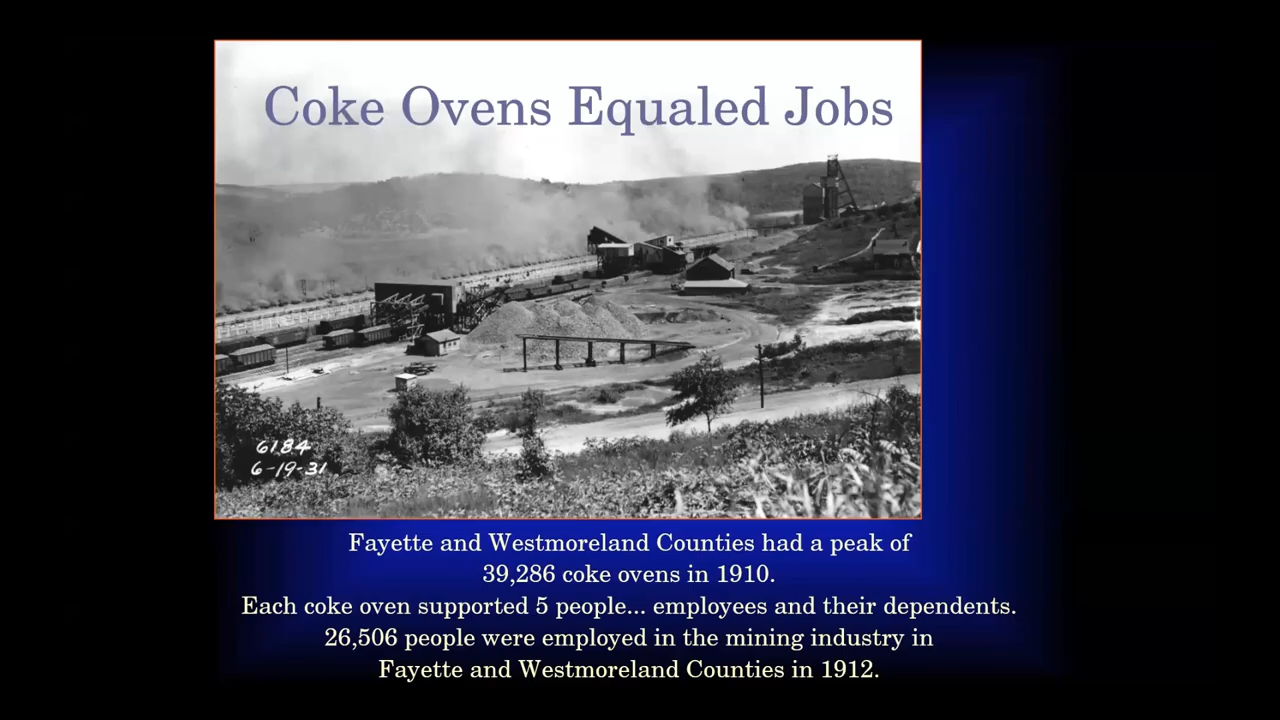 Coke Ovens Equaled Jobs
6184
6-19-31
Fayette and Westmoreland Counties had a peak of
39,286 coke ovens in 1910.
Each coke oven supported 5 people... employees and their dependents.
26,506 people were employed in the mining industry in
Fayette and Westmoreland Counties in 1912.